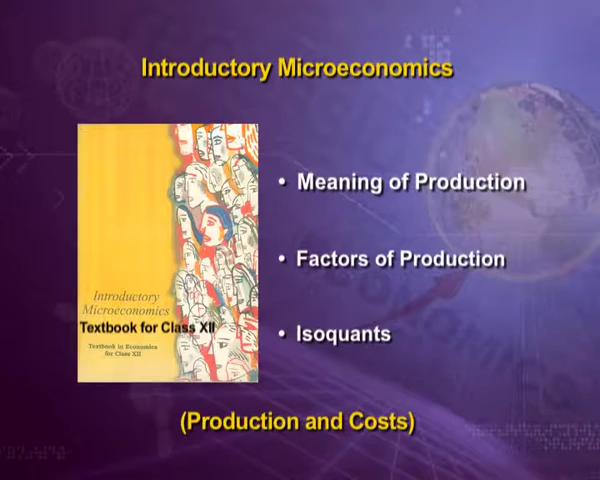 Introductory Microeconomics
Introductory
Microeconomics
Textbook for Class XII
Textbook in Economics
for Class XII
• Meaning of Production
• Factors of Production
• Isoquants
(Production and Costs)